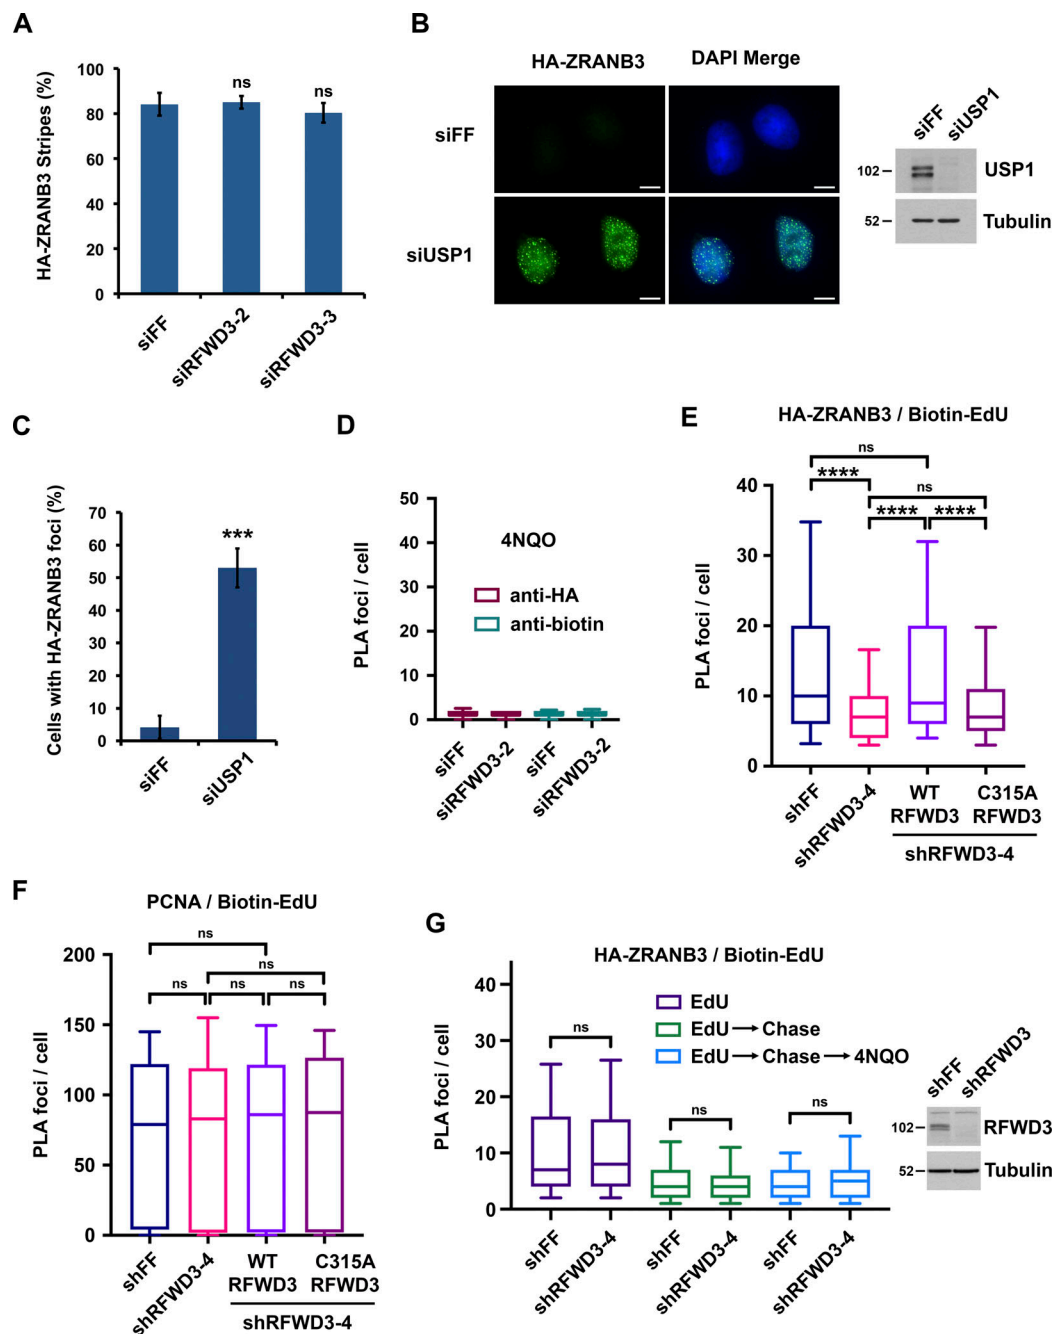 A
HA-ZRANB3 Stripes (%)
100
80
60
40
20
0
ns
ns
siFF
siRFWD3-2
siRFWD3-3
B
HA-ZRANB3
DAPI Merge
siFF
siUSP1
siFF
siUSP1
102
USP1
52
Tubulin
C
Cells with HA-ZRANB3 foci (%)
70
60
50
40
30
20
10
0
***
siFF
siUSP1
D
PLA foci / cell
50
40
30
20
10
0
4NQO
anti-HA
anti-biotin
siFF
siRFWD3-2
siFF
siRFWD3-2
E
HA-ZRANB3 / Biotin-EdU
PLA foci / cell
40
30
20
10
0
ns
****
ns
****
****
shFF
shRFWD3-4
WT
RFWD3
C315A
RFWD3
shRFWD3-4
F
PCNA / Biotin-EdU
PLA foci / cell
200
150
100
50
0
ns
ns
ns
ns
ns
shFF
shRFWD3-4
WT
RFWD3
C315A
RFWD3
shRFWD3-4
G
HA-ZRANB3 / Biotin-EdU
PLA foci / cell
40
30
20
10
0
EdU
EdU → Chase
EdU → Chase → 4NQO
ns
ns
ns
shFF
shRFWD3-4
shFF
shRFWD3-4
shFF
shRFWD3-4
shFF
shRFWD3
102
RFWD3
52
Tubulin